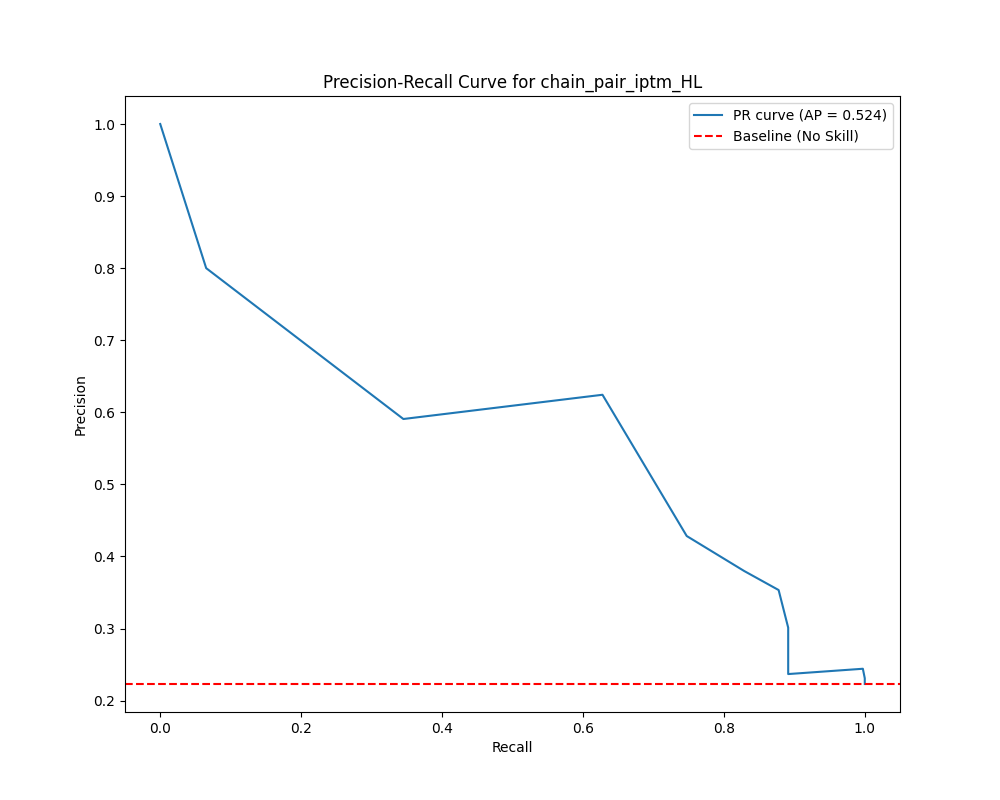 Precision-Recall Curve for chain_pair_iptm_HL
PR curve (AP = 0.524)
Baseline (No Skill)
Precision
1.0
0.9
0.8
0.7
0.6
0.5
0.4
0.3
0.2
0.0 0.2 0.4 0.6 0.8 1.0
Recall